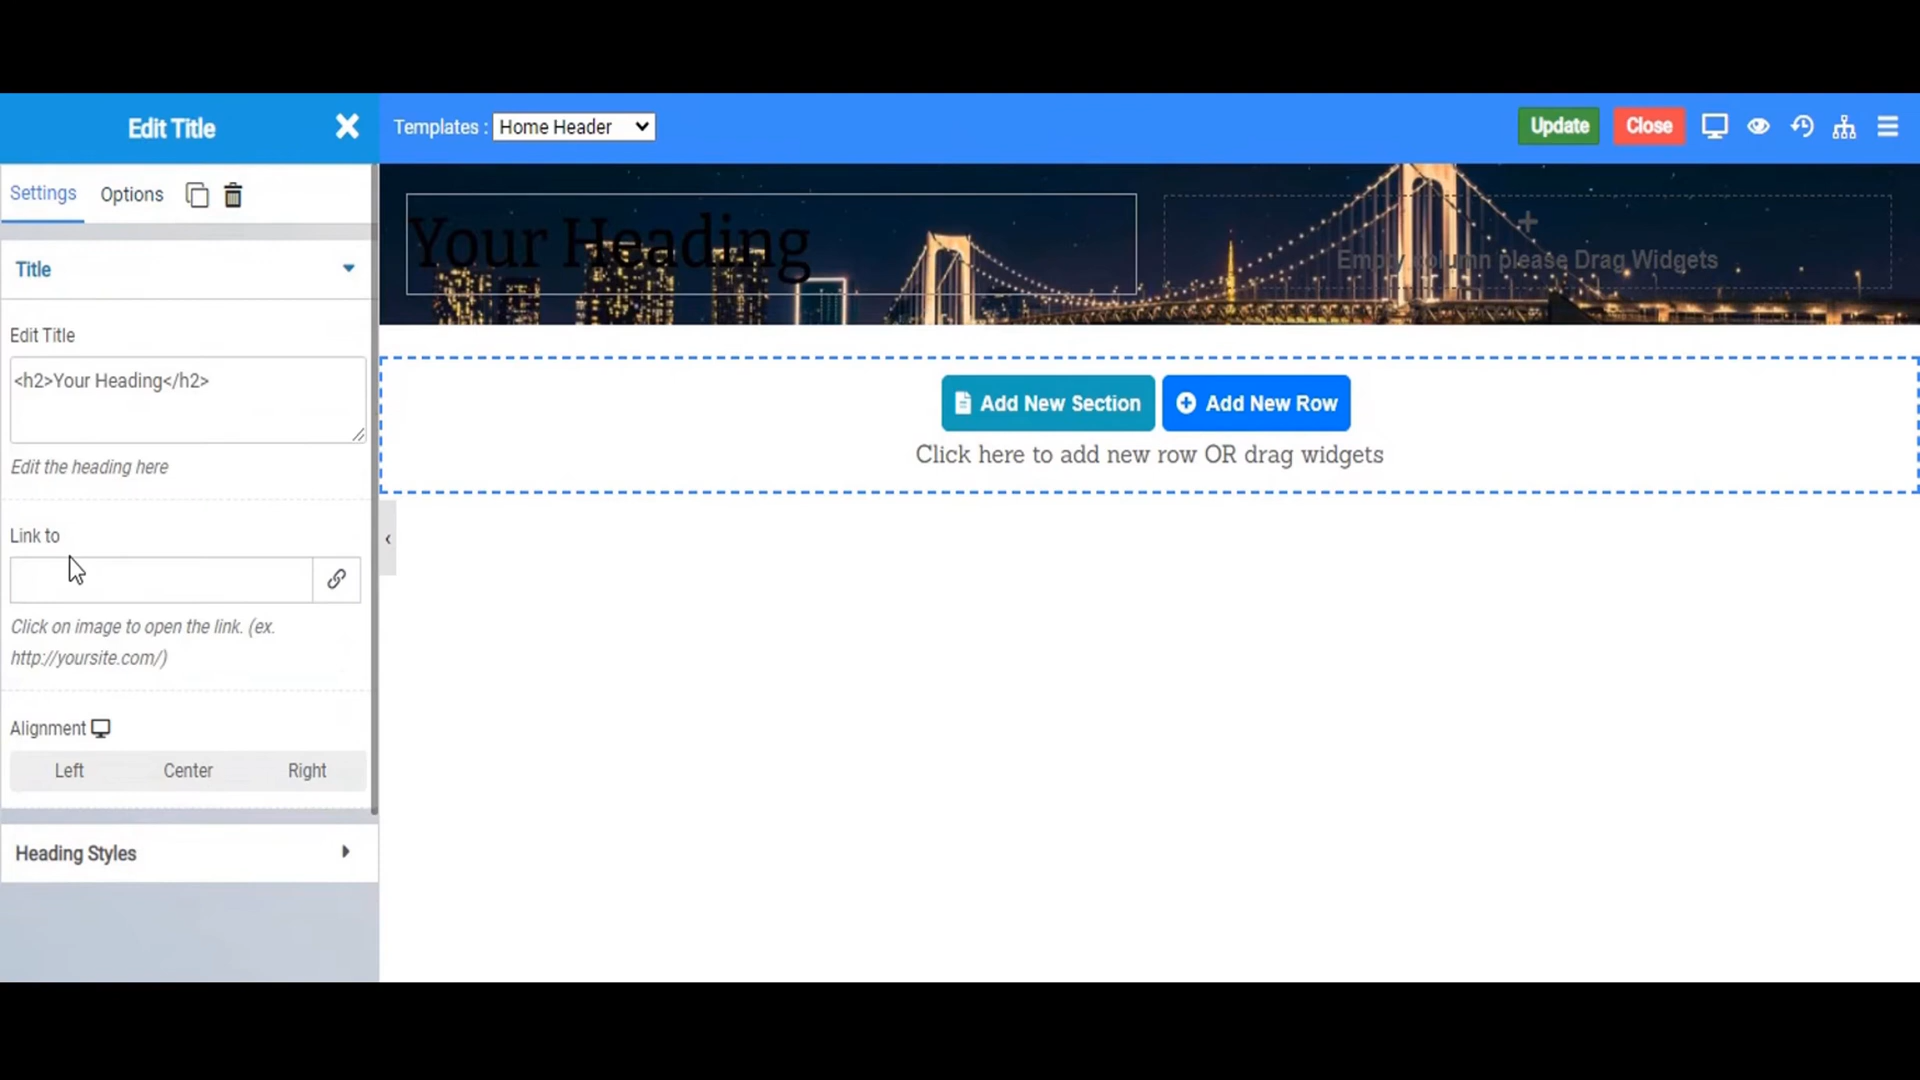 Edit Title
Templates : Home Header
Update
Close
Settings
Options
Title
Edit Title
<h2>Your Heading</h2>
Edit the heading here
Link to
Click on image to open the link. (ex.
http://yoursite.com/)
Alignment
Left
Center
Right
Heading Styles
Your Heading
Empty column please Drag Widgets
Add New Section
Add New Row
Click here to add new row OR drag widgets